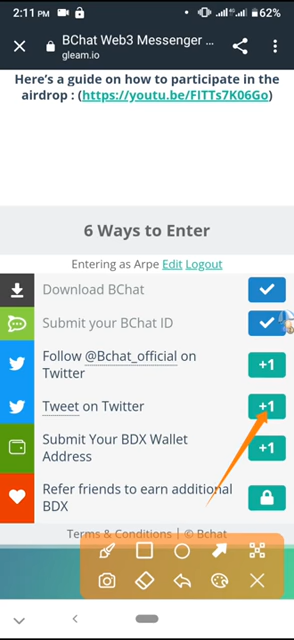 2:11 PM
62%
BChat Web3 Messenger ...
gleam.io
Here's a guide on how to participate in the
airdrop : (https://youtu.be/FITTs7K06Go)
6 Ways to Enter
Entering as Arpe Edit Logout
Download BChat
Submit your BChat ID
Follow @Bchat_official on
Twitter
+1
Tweet on Twitter
+1
Submit Your BDX Wallet
Address
+1
Refer friends to earn additional
BDX
Terms & Conditions | © Bchat